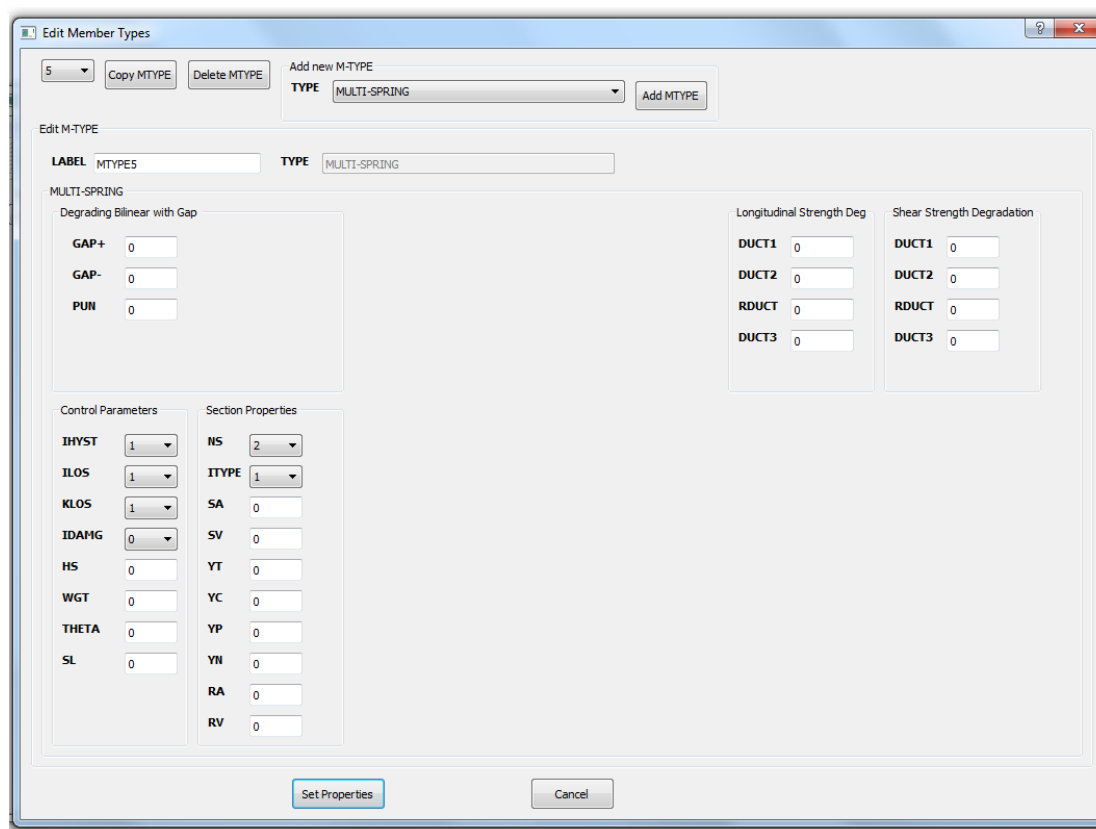 Edit Member Types
5 Copy MTYPE Delete MTYPE
Add new M-TYPE
TYPE MULTI-SPRING Add MTYPE
Edit M-TYPE
LABEL MTYPE5 TYPE MULTI-SPRING
MULTI-SPRING
Degrading Bilinear with Gap
GAP+ 0
GAP- 0
PUN 0
Longitudinal Strength Deg
DUCT1 0
DUCT2 0
RDUCT 0
DUCT3 0
Shear Strength Degradation
DUCT1 0
DUCT2 0
RDUCT 0
DUCT3 0
Control Parameters
IHYST 1
ILOS 1
KLOS 1
IDAMG 0
HS 0
WGT 0
THETA 0
SL 0
Section Properties
NS 2
ITYPE 1
SA 0
SV 0
YT 0
YC 0
YP 0
YN 0
RA 0
RV 0
Set Properties Cancel